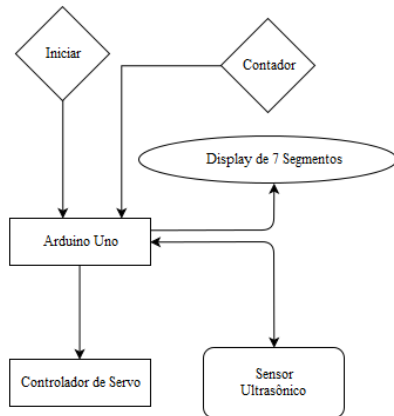 Iniciar
Contador
Display de 7 Segmentos
Arduino Uno
Controlador de Servo
Sensor
Ultrasônico